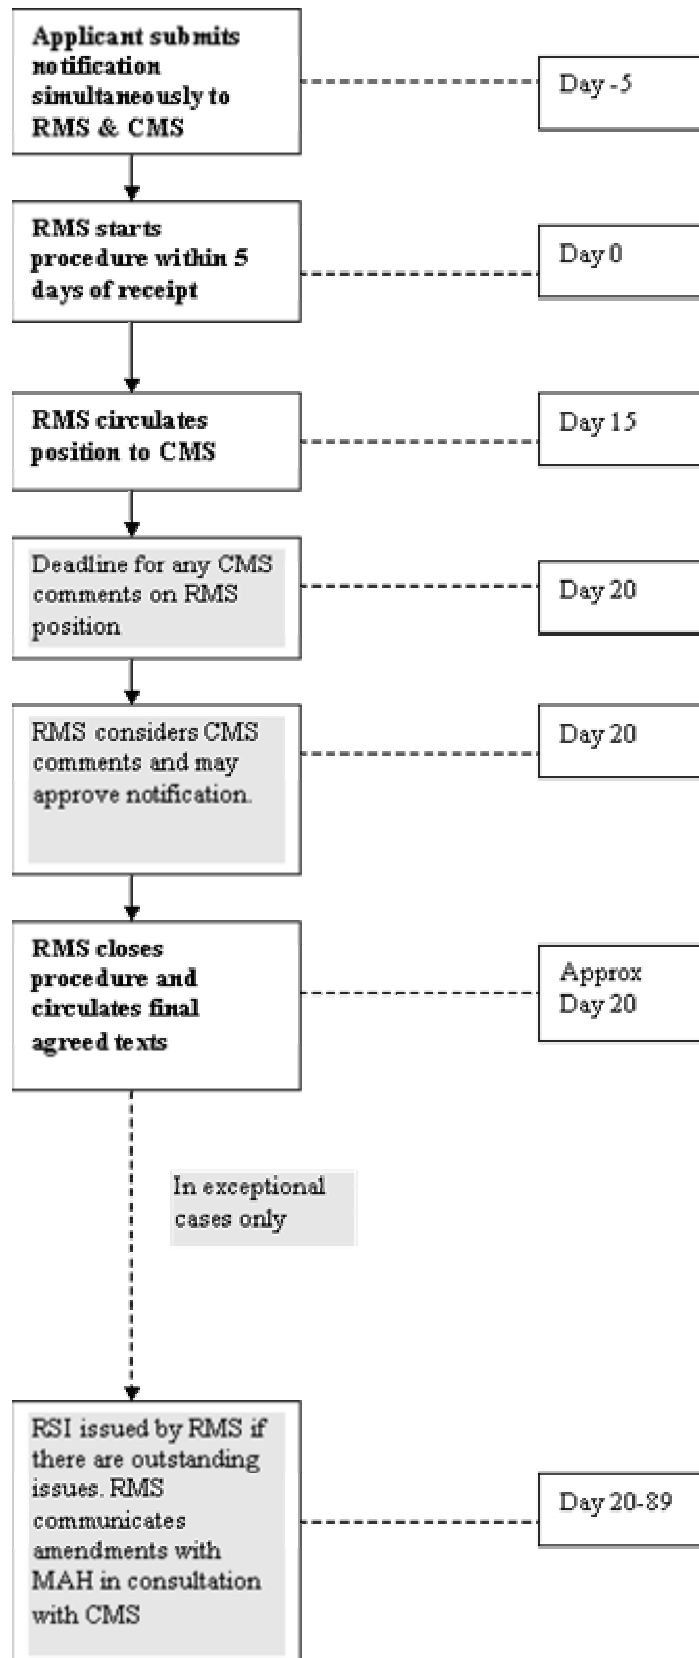 Applicant submits
notification
simultaneously to
RMS & CMS
Day -5
RMS starts
procedure within 5
days of receipt
Day 0
RMS circulates
position to CMS
Day 15
Deadline for any CMS
comments on RMS
position
Day 20
RMS considers CMS
comments and may
approve notification.
Day 20
RMS closes
procedure and
circulates final
agreed texts
Approx
Day 20
In exceptional
cases only
RSI issued by RMS if
there are outstanding
issues. RMS
communicates
amendments with
MAH in consultation
with CMS
Day 20-89